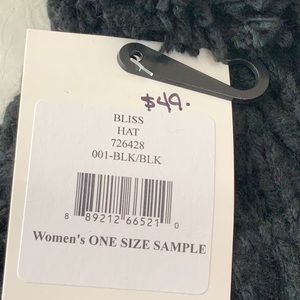 $49.
BLISS
HAT
726428
001-BLK/BLK
8 89212 66521 0
Women's ONE SIZE SAMPLE